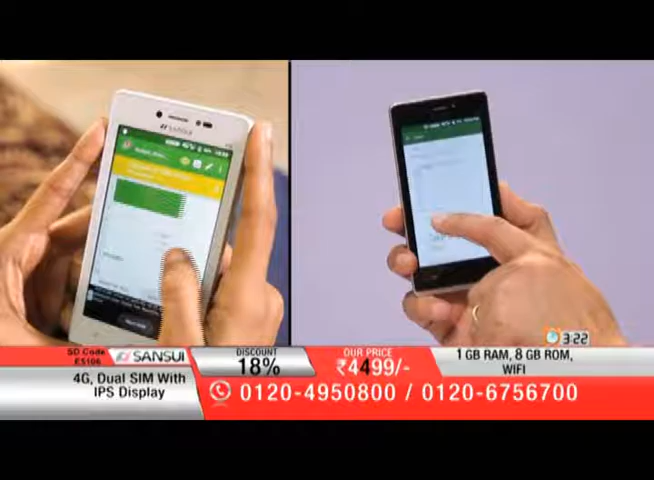 SANSUI
3:22
SD Code
E5106
SANSUI
DISCOUNT
18%
OUR PRICE
₹4499/-
1 GB RAM, 8 GB ROM,
WIFI
4G, Dual SIM With
IPS Display
0120-4950800 / 0120-6756700